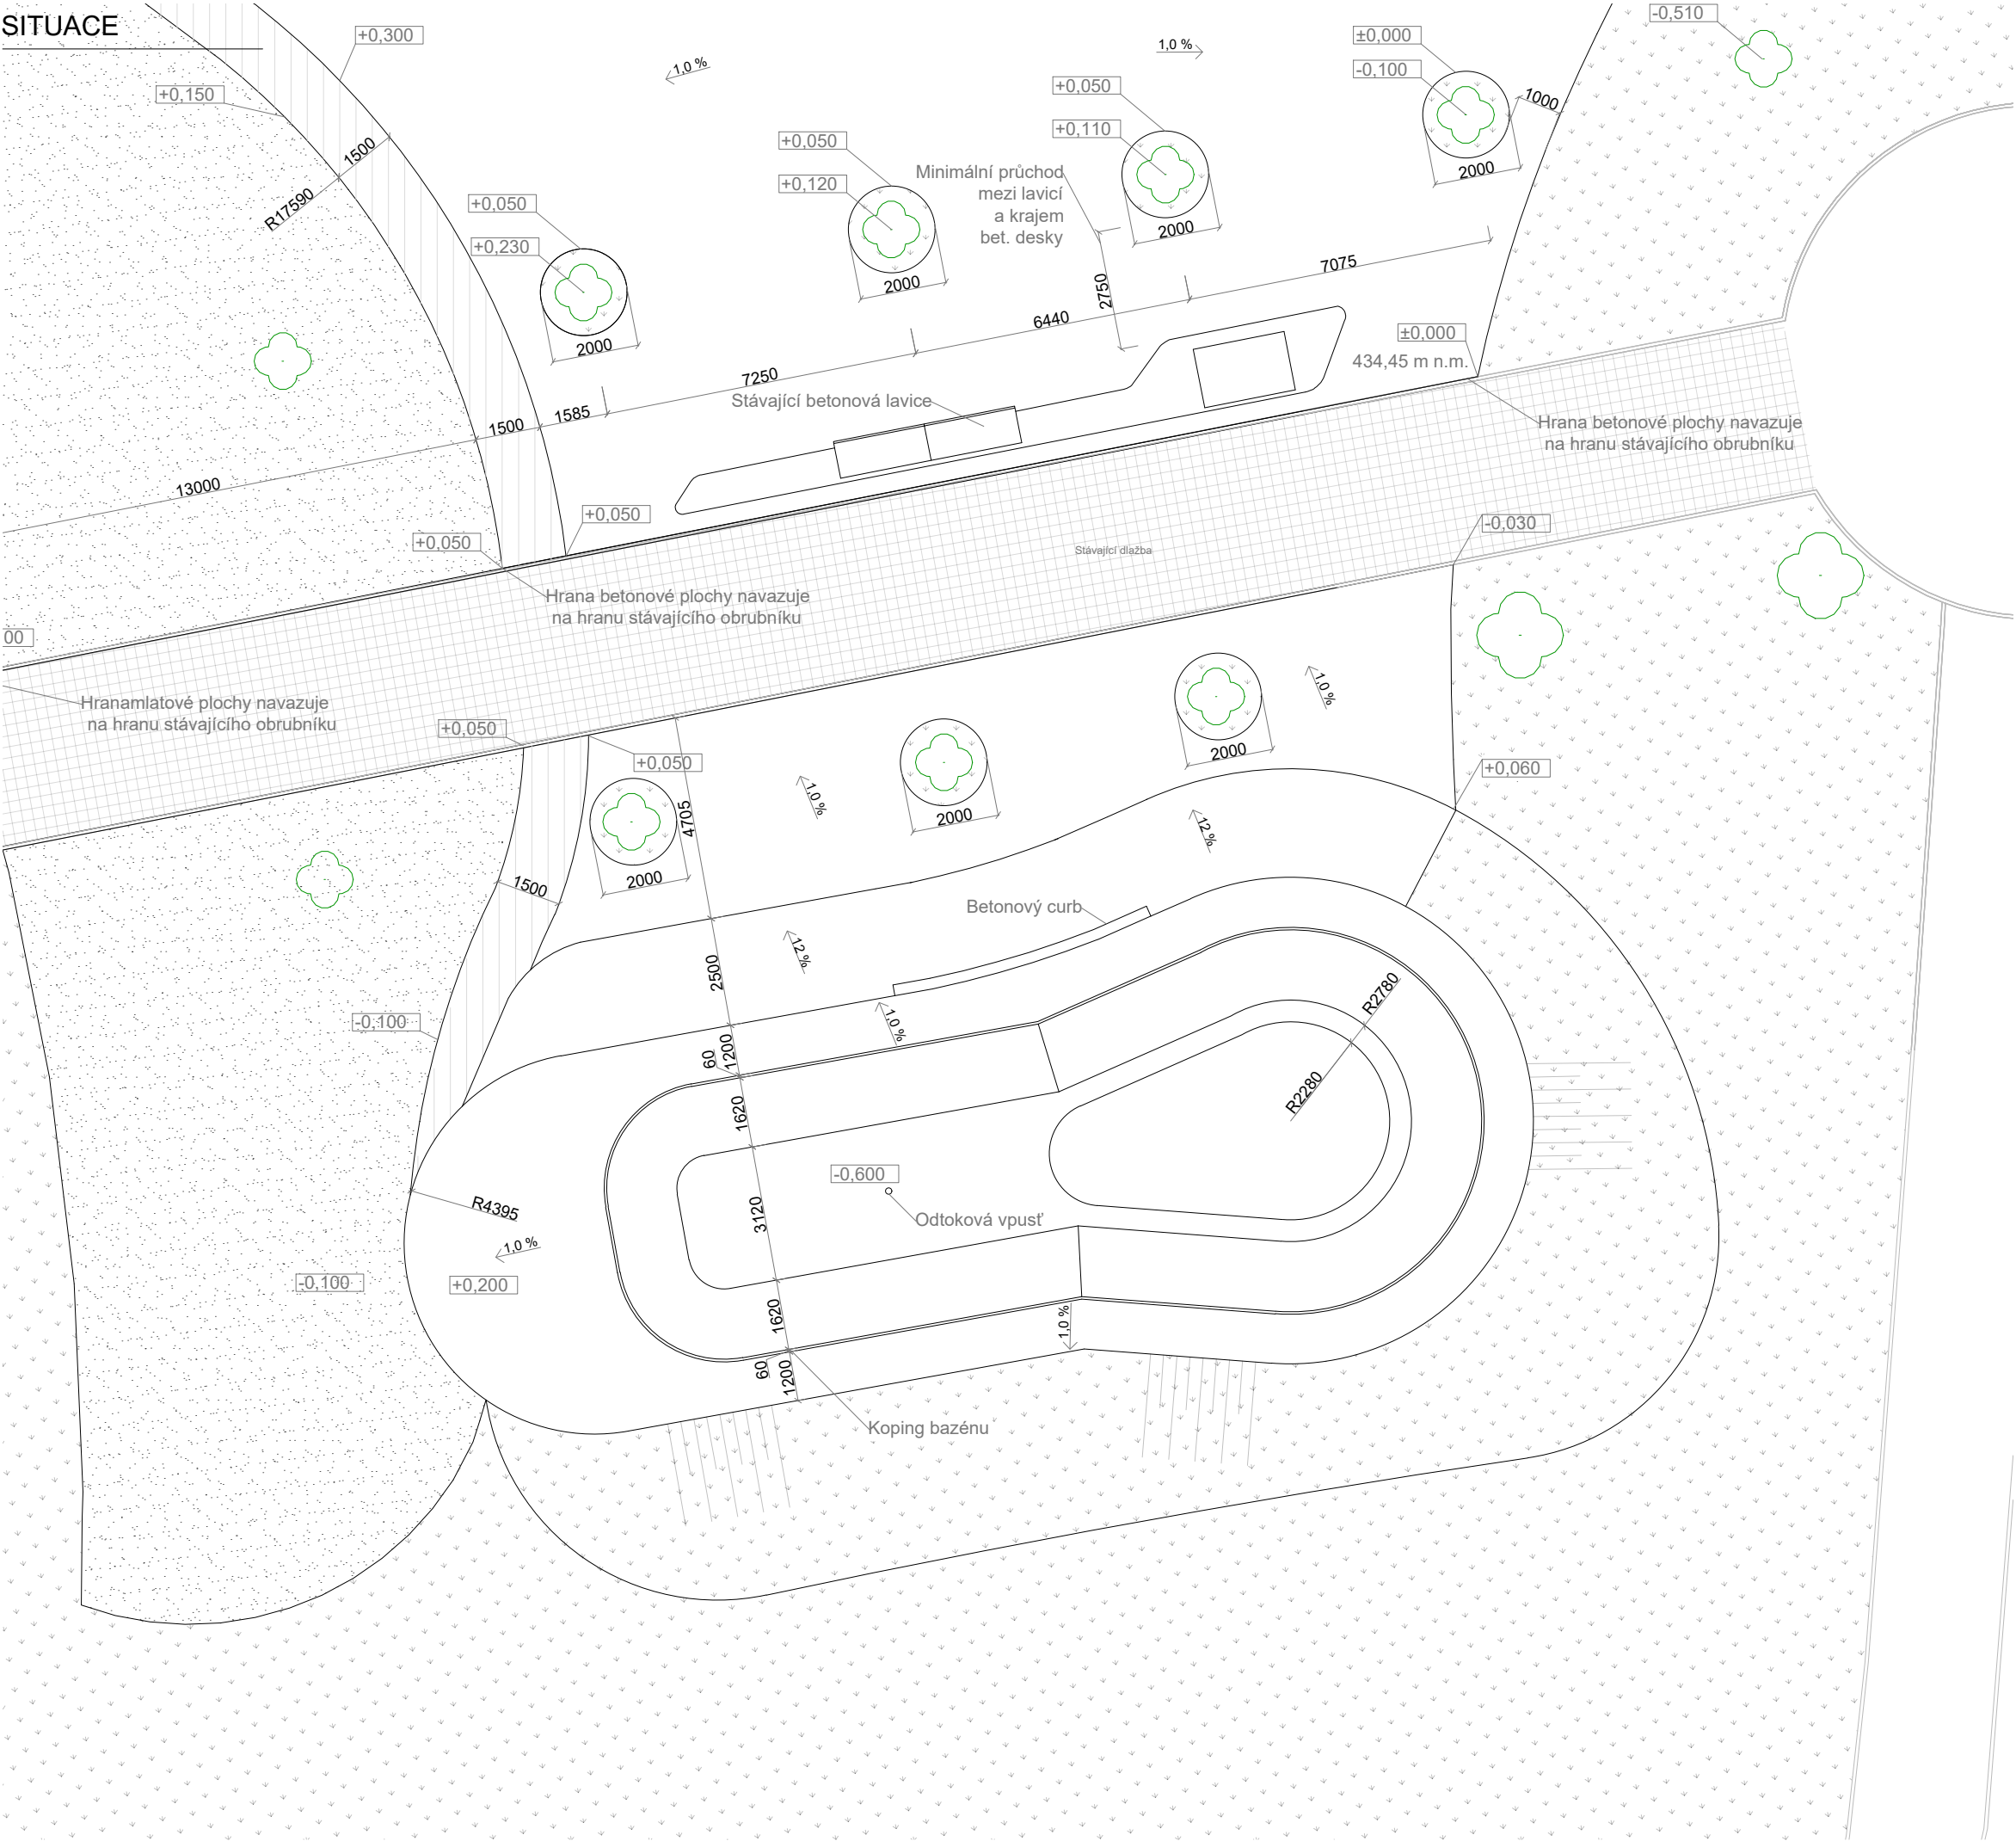 SITUACE
+0,300
+0,150
1,0 %
1,0 %
±0,000
-0,100
-0,510
+0,050
+0,110
1000
+0,050
+0,120
Minimální průchod
mezi lavicí
a krajem
bet. desky
1500
R17590
2000
2000
+0,050
+0,230
2000
2000
2750
7075
6440
±0,000
434,45 m n.m.
7250
Stávající betonová lavice
1585
1500
13000
Hrana betonové plochy navazuje
na hranu stávajícího obrubníku
+0,050
+0,050
-0,030
Stávající dlažba
Hrana betonové plochy navazuje
na hranu stávajícího obrubníku
00
Hranamlatové plochy navazuje
na hranu stávajícího obrubníku
+0,050
+0,050
1,0 %
2000
+0,060
4705
1,0 %
2000
12 %
2000
1500
Betonový curb
12 %
2500
-0,100
1,0 %
R2780
60
1200
R2280
1620
-0,600
Odtoková vpusť
R4395
3120
1,0 %
-0,100
+0,200
1620
1,0 %
60
1200
Koping bazénu